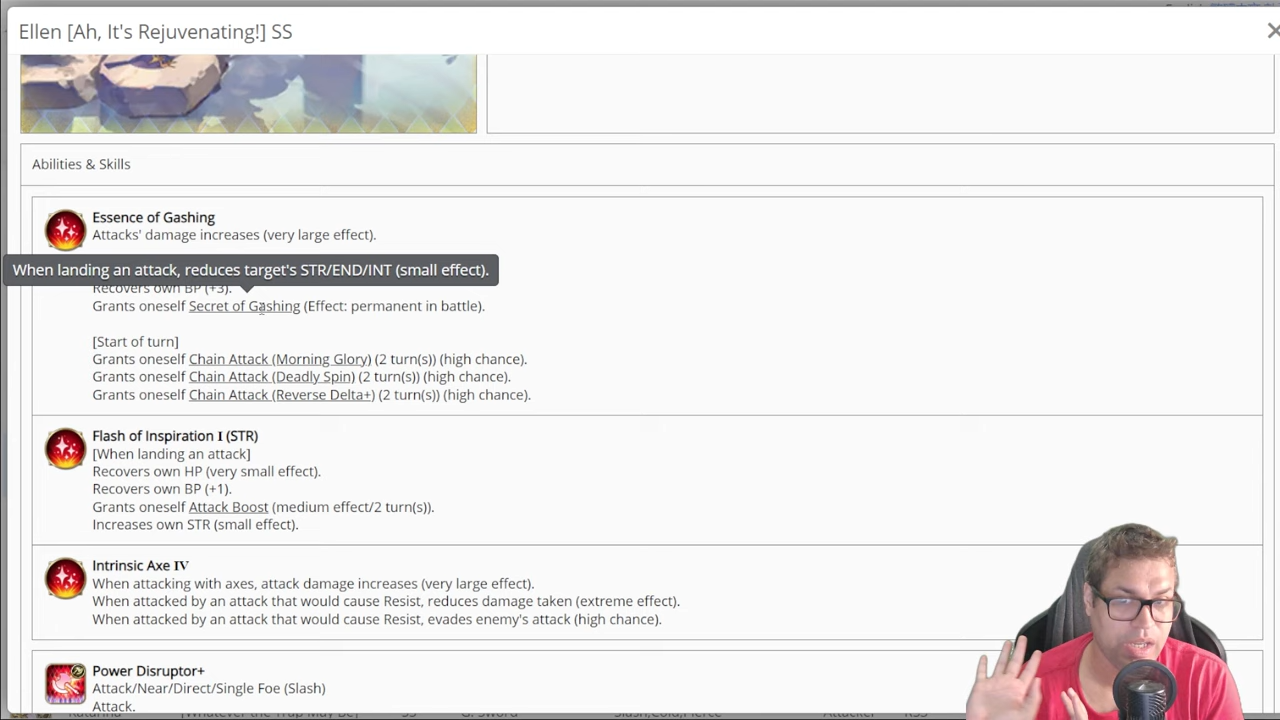 Ellen [Ah, It's Rejuvenating!] SS
Abilities & Skills
Essence of Gashing
Attacks' damage increases (very large effect).
When landing an attack, reduces target's STR/END/INT (small effect).
Recovers own BP (+3).
Grants oneself Secret of Gashing (Effect: permanent in battle).
[Start of turn]
Grants oneself Chain Attack (Morning Glory) (2 turn(s)) (high chance).
Grants oneself Chain Attack (Deadly Spin) (2 turn(s)) (high chance).
Grants oneself Chain Attack (Reverse Delta+) (2 turn(s)) (high chance).
Flash of Inspiration I (STR)
[When landing an attack]
Recovers own HP (very small effect).
Recovers own BP (+1).
Grants oneself Attack Boost (medium effect/2 turn(s)).
Increases own STR (small effect).
Intrinsic Axe IV
When attacking with axes, attack damage increases (very large effect).
When attacked by an attack that would cause Resist, reduces damage taken (extreme effect).
When attacked by an attack that would cause Resist, evades enemy's attack (high chance).
Power Disruptor+
Attack/Near/Direct/Single Foe (Slash)
Attack.